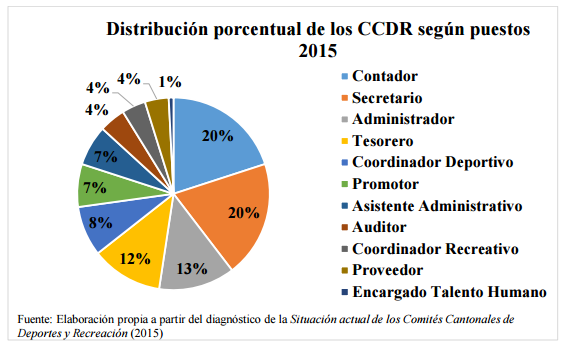 Distribución porcentual de los CCDR según puestos
2015
Contador
Secretario
Administrador
Tesorero
Coordinador Deportivo
Promotor
Asistente Administrativo
Auditor
Coordinador Recreativo
Proveedor
Encargado Talento Humano
20%
20%
13%
12%
8%
7%
7%
4%
4%
4%
1%
Fuente: Elaboración propia a partir del diagnóstico de la Situación actual de los Comités Cantonales de
Deportes y Recreación (2015)